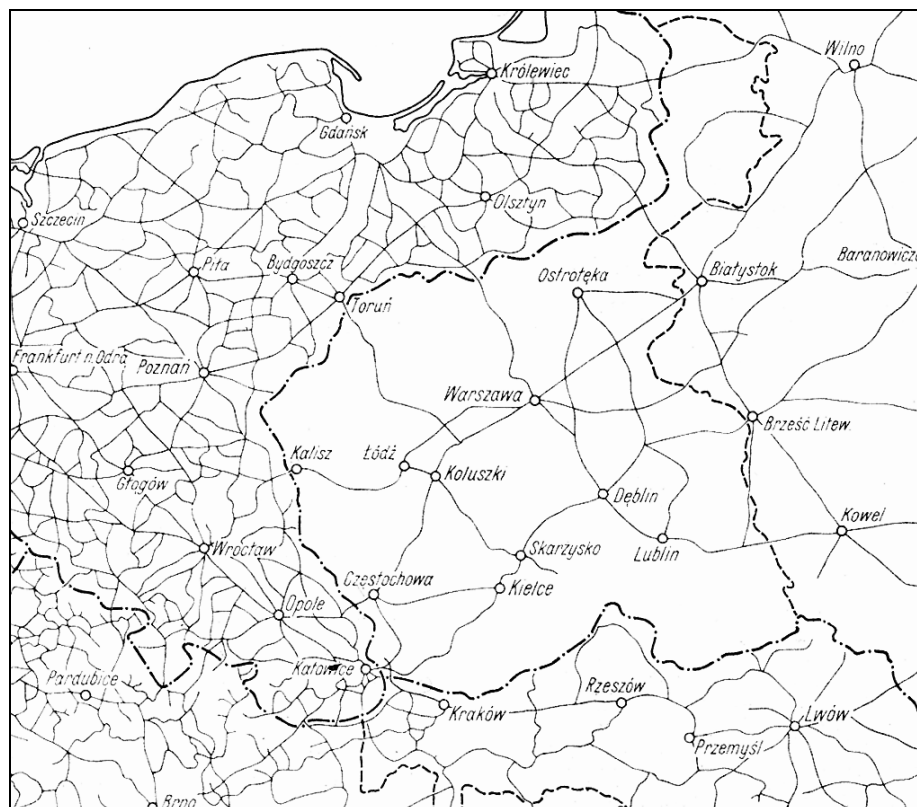 Wilno
Królewiec
Gdańsk
Olsztyn
Szczecin
Piła
Bydgoszcz
Ostrołęka
Białystok
Baranowicze
Toruń
Frankfurt n. Odrą
Poznań
Warszawa
Brześć Litew.
Kalisz
Łódź
Koluszki
Głogów
Dęblin
Kowel
Wrocław
Skarzysko
Lublin
Częstochowa
Kielce
Opole
Katowice
Pardubice
Rzeszów
Kraków
Lwów
Przemyśl
Brno